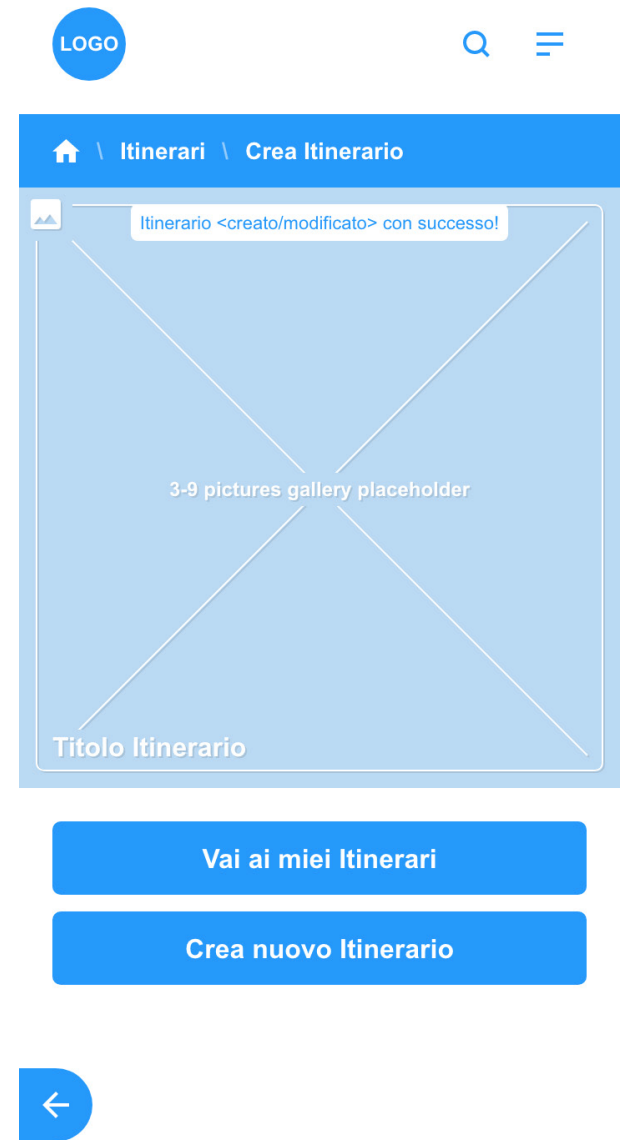 LOGO
\ Itinerari \ Crea Itinerario
Itinerario <creato/modificato> con successo!
3-9 pictures gallery placeholder
Titolo Itinerario
Vai ai miei Itinerari
Crea nuovo Itinerario